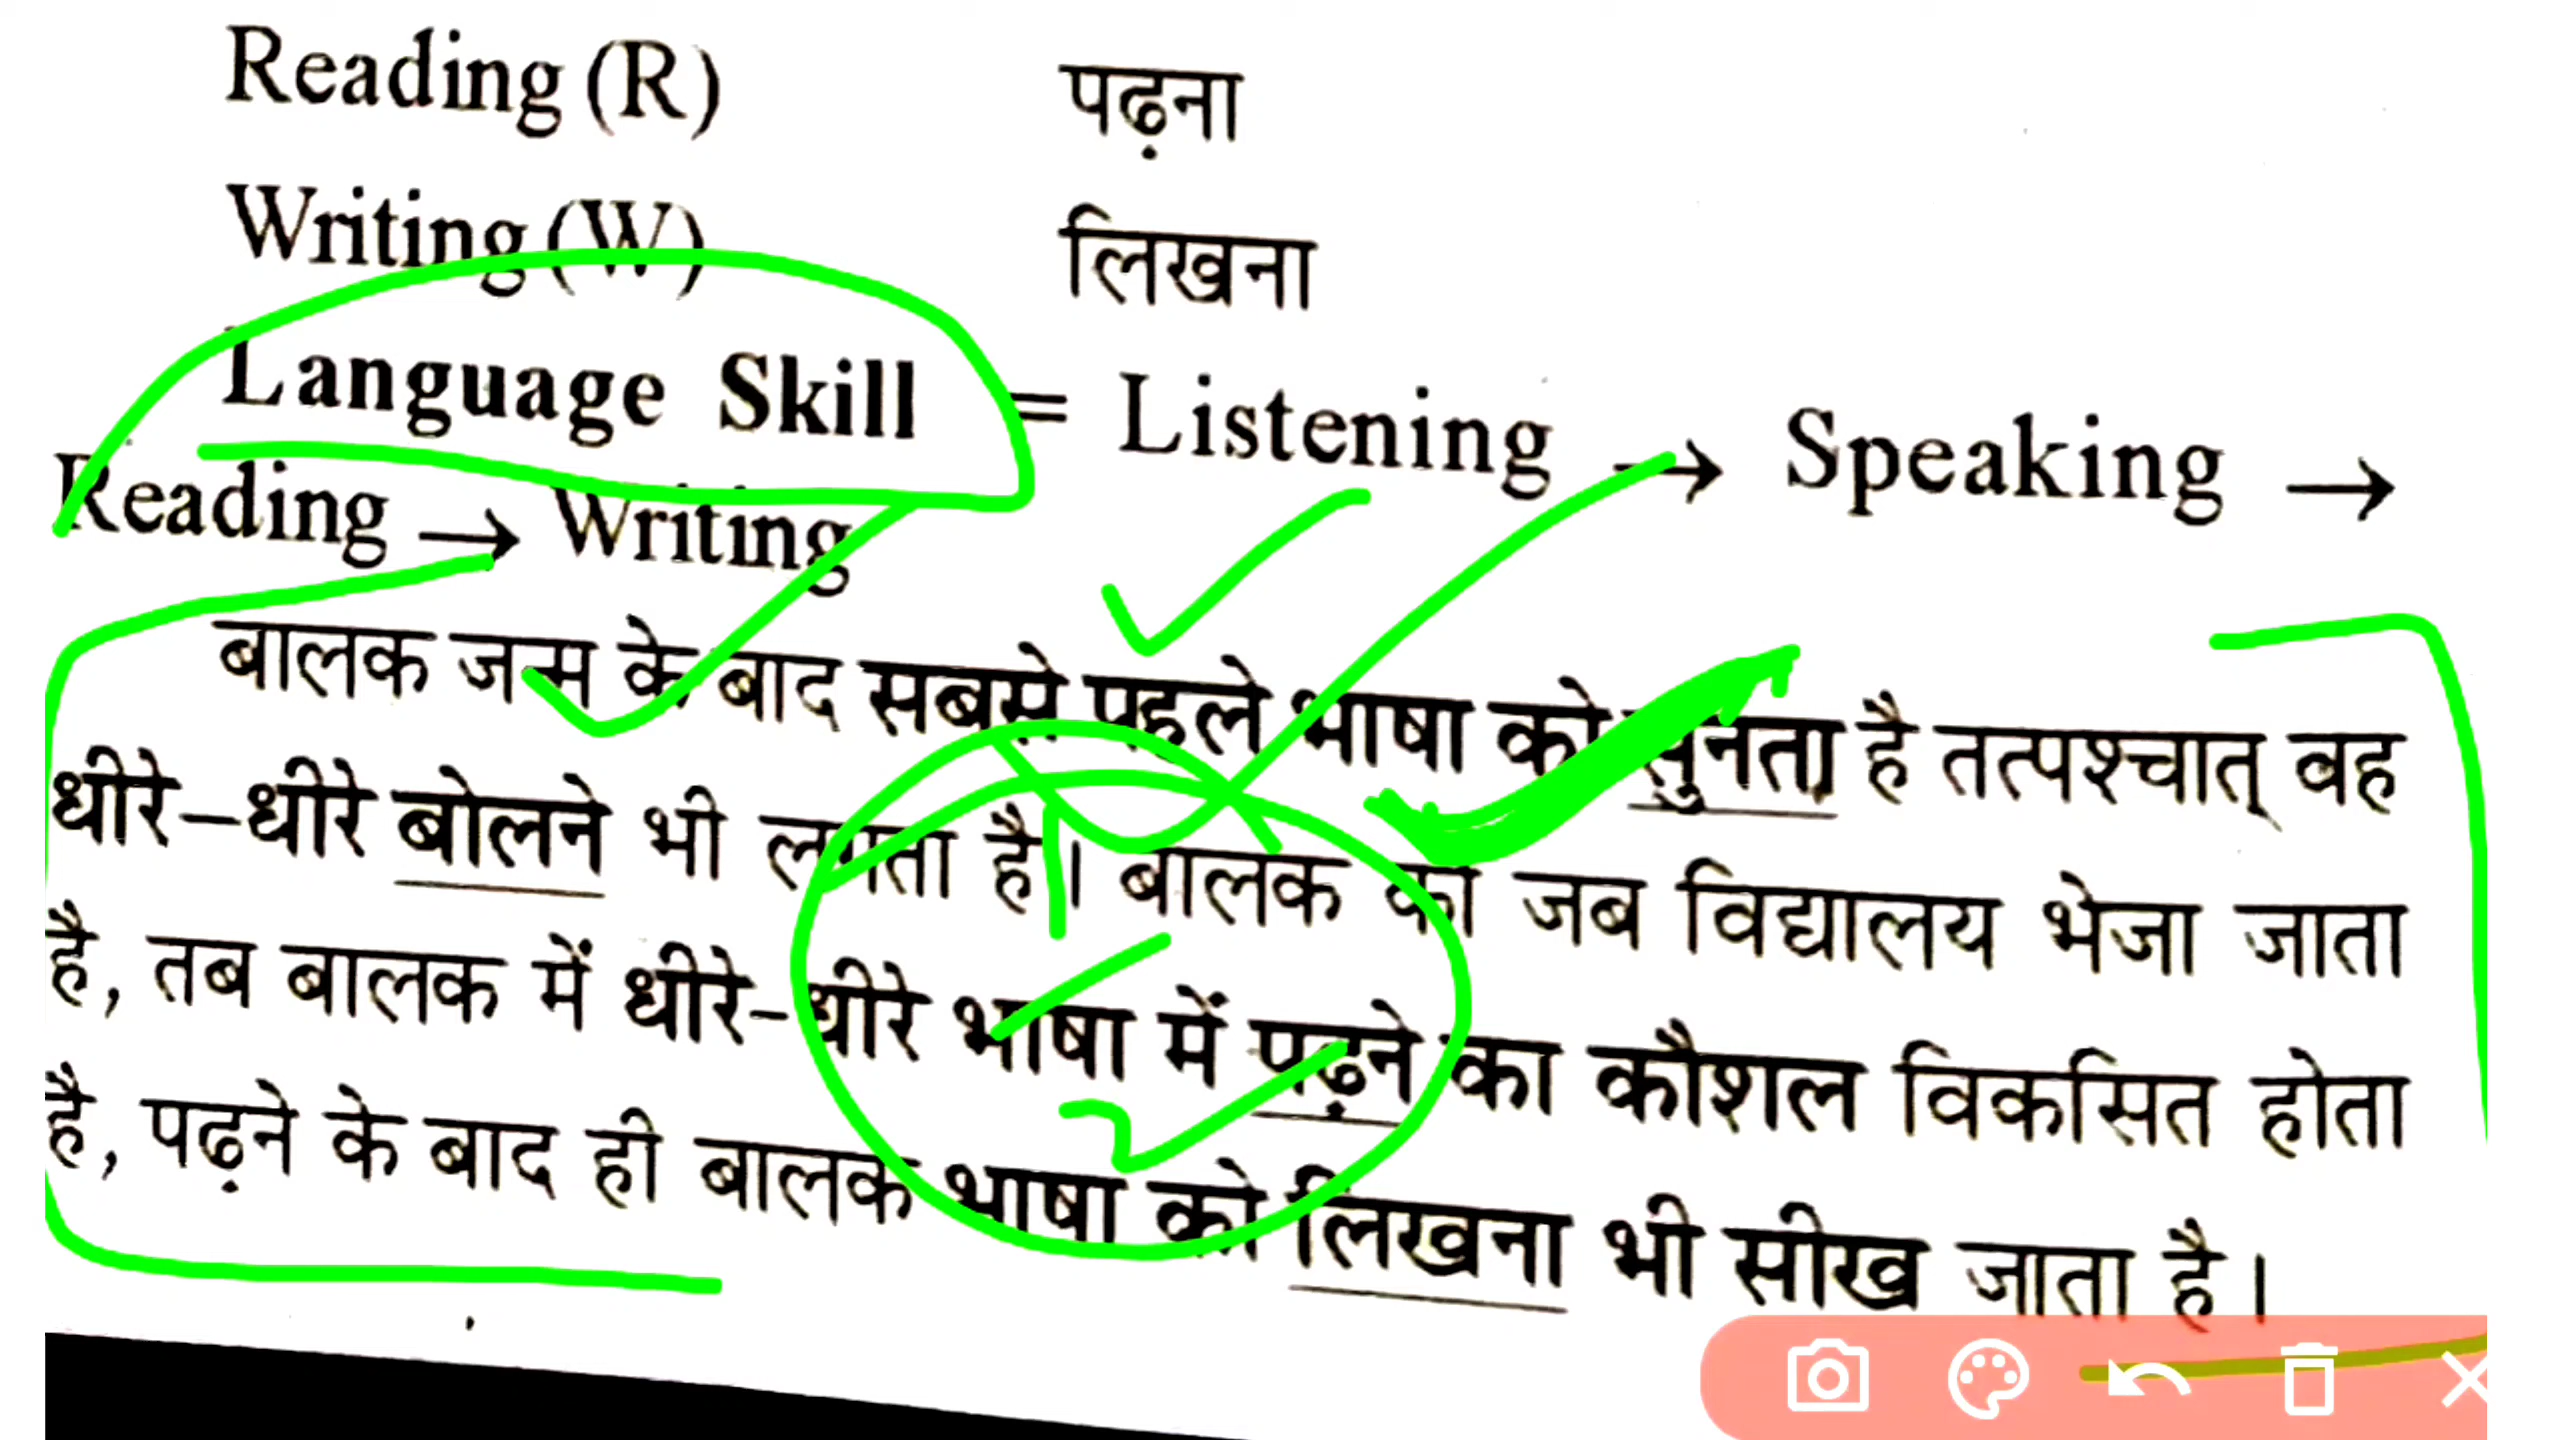 Reading (R) पढ़ना
Writing (W) लिखना
Language Skill = Listening → Speaking →
Reading → Writing
बालक जन्म के बाद सबसे पहले भाषा को सुनता है तत्पश्चात् वह
धीरे–धीरे बोलने भी लगता है। बालक को जब विद्यालय भेजा जाता
है, तब बालक में धीरे–धीरे भाषा में पढ़ने का कौशल विकसित होता
है, पढ़ने के बाद ही बालक भाषा को लिखना भी सीख जाता है।